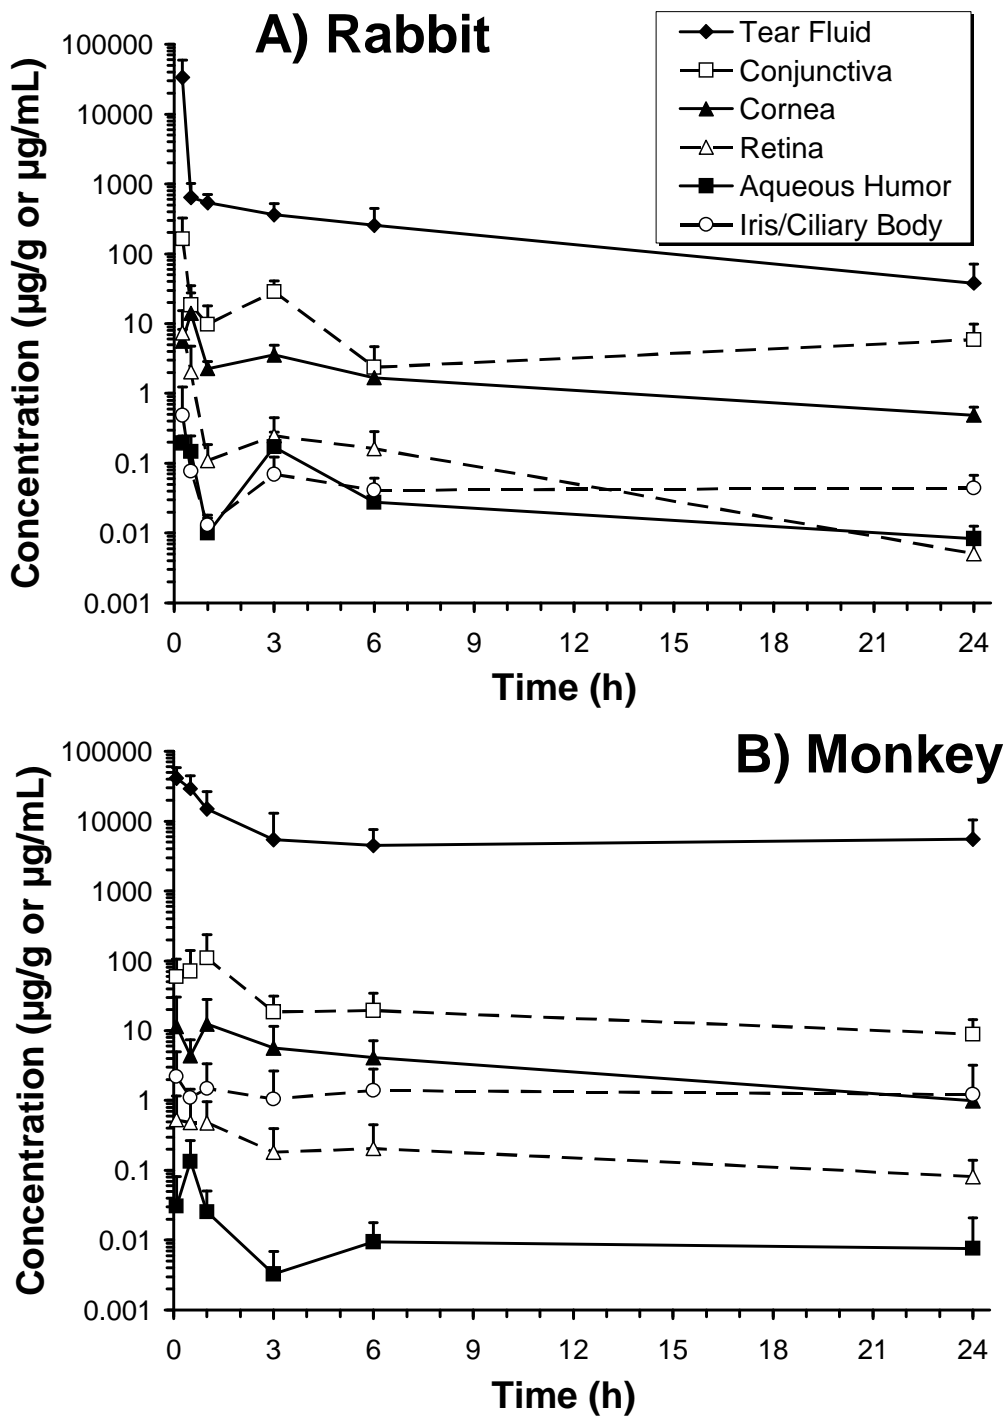 A) Rabbit
Tear Fluid
Conjunctiva
Cornea
Retina
Aqueous Humor
Iris/Ciliary Body
Concentration (µg/g or µg/mL)
100000
10000
1000
100
10
1
0.1
0.01
0.001
0 3 6 9 12 15 18 21 24
Time (h)
B) Monkey
Concentration (µg/g or µg/mL)
100000
10000
1000
100
10
1
0.1
0.01
0.001
0 3 6 9 12 15 18 21 24
Time (h)